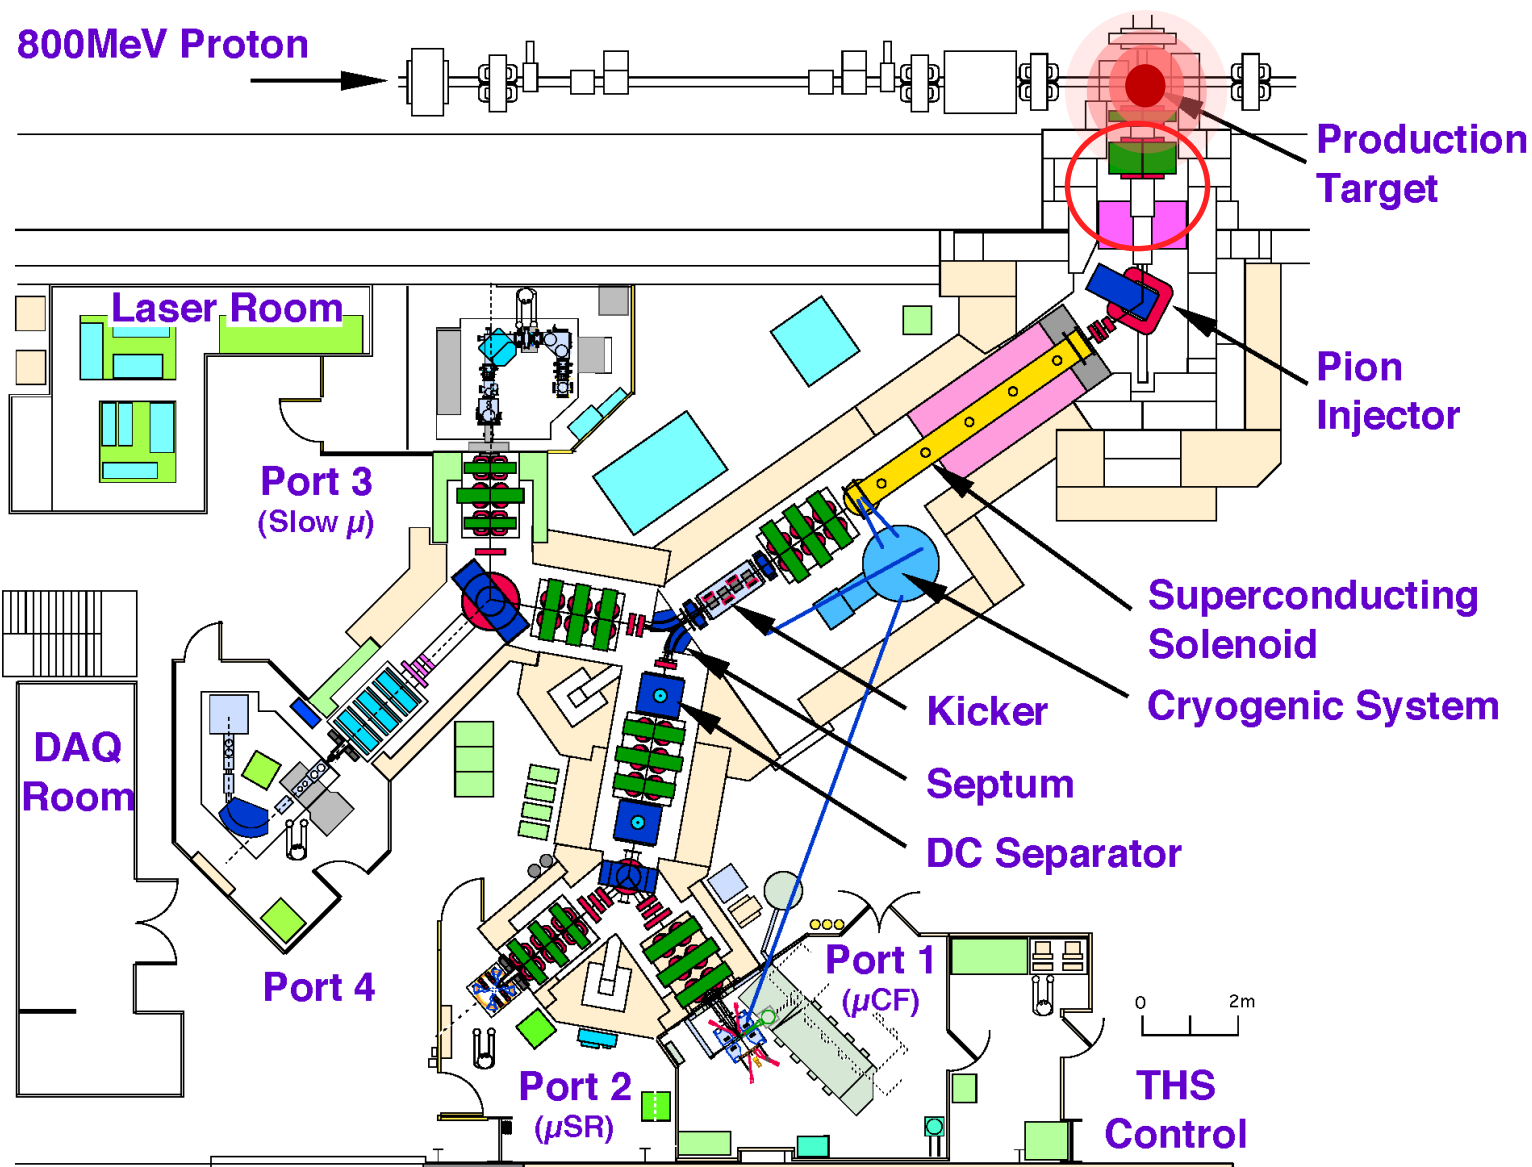 800MeV Proton
Production
Target
Laser Room
Pion
Injector
Port 3
(Slow μ)
Superconducting
Solenoid
Kicker
Cryogenic System
DAQ
Room
Septum
DC Separator
Port 4
Port 1
(μCF)
0 2m
Port 2
(μSR)
THS
Control